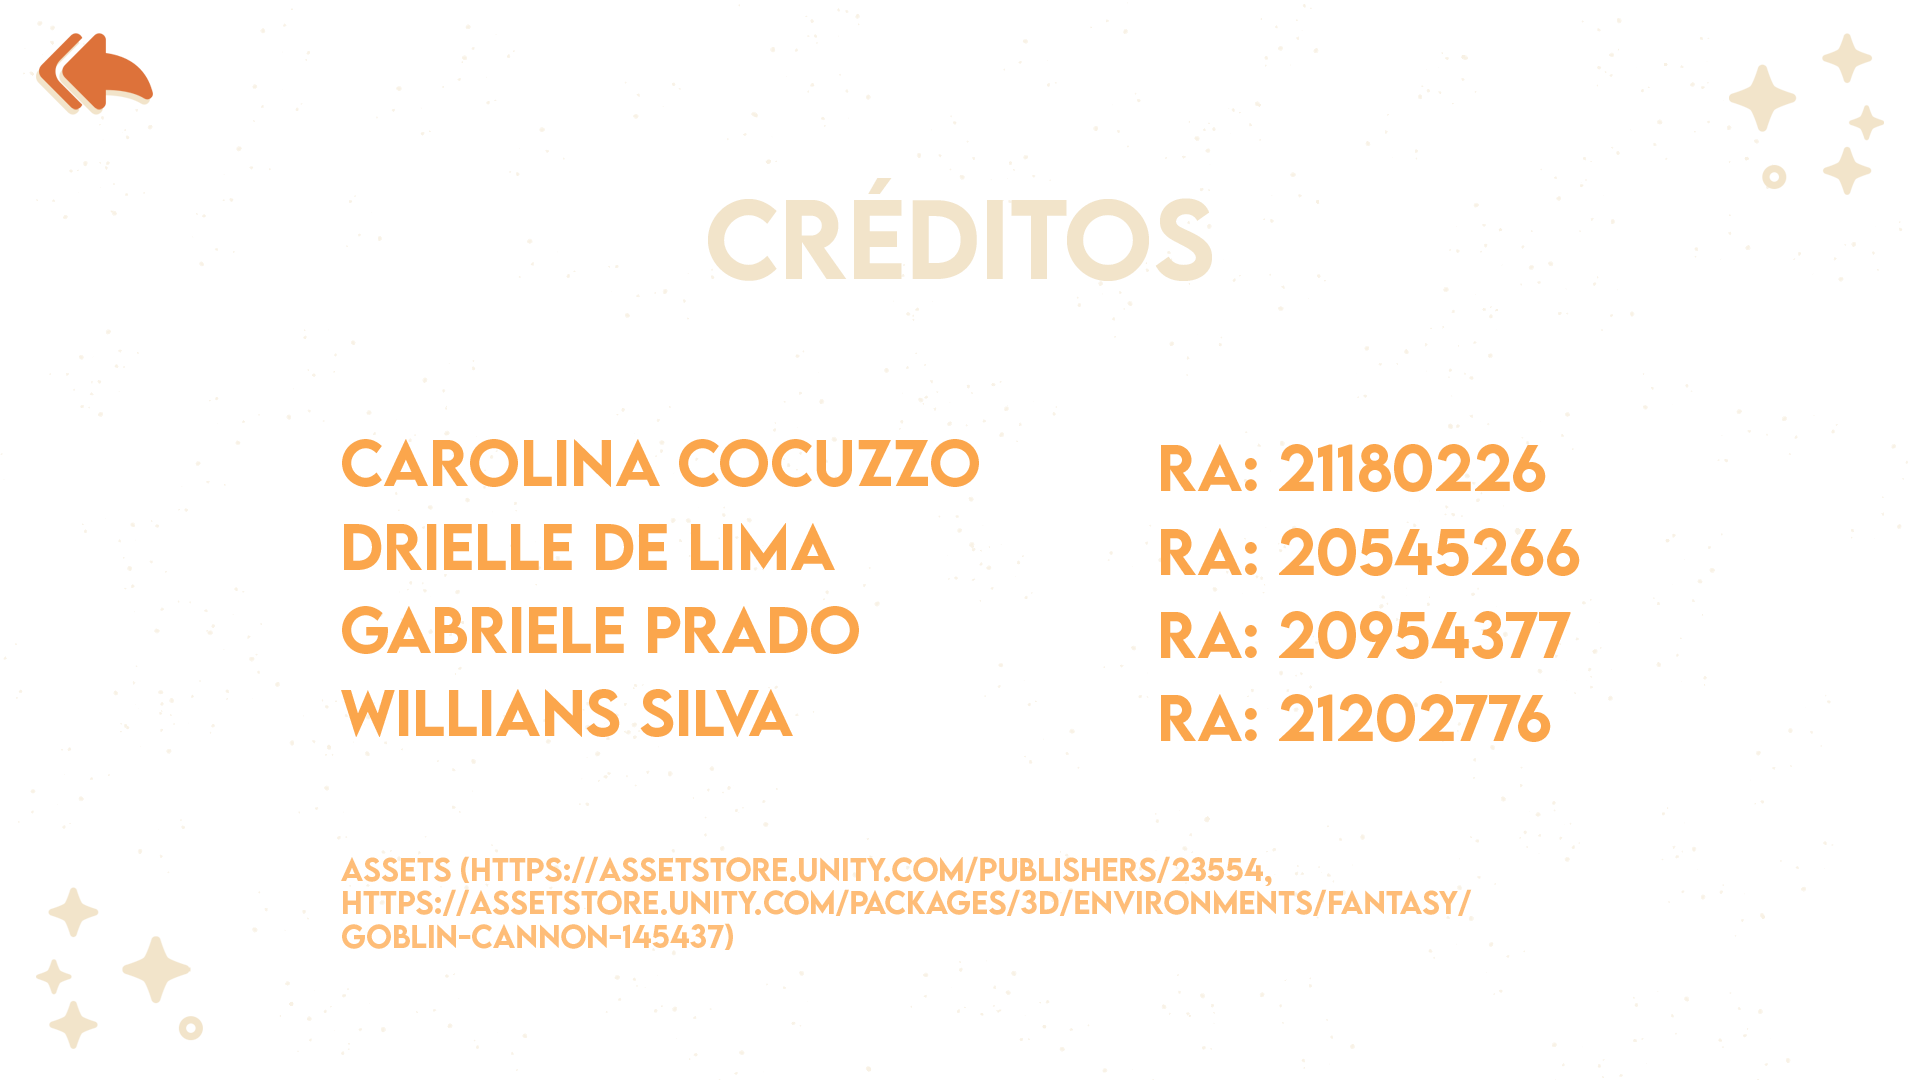 CRÉDITOS
CAROLINA COCUZZO RA: 21180226
DRIELLE DE LIMA RA: 20545266
GABRIELE PRADO RA: 20954377
WILLIANS SILVA RA: 21202776
ASSETS (HTTPS://ASSETSTORE.UNITY.COM/PUBLISHERS/23554,
HTTPS://ASSETSTORE.UNITY.COM/PACKAGES/3D/ENVIRONMENTS/FANTASY/
GOBLIN-CANNON-145437)